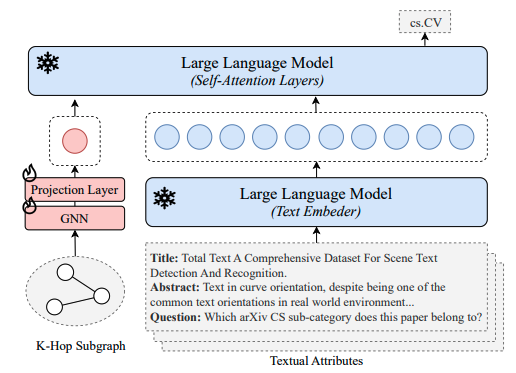 cs.CV
Large Language Model
(Self-Attention Layers)
Projection Layer
GNN
Large Language Model
(Text Embeder)
Title: Total Text A Comprehensive Dataset For Scene Text
Detection And Recognition.
Abstract: Text in curve orientation, despite being one of the
common text orientations in real world environment...
Question: Which arXiv CS sub-category does this paper belong to?
K-Hop Subgraph
Textual Attributes